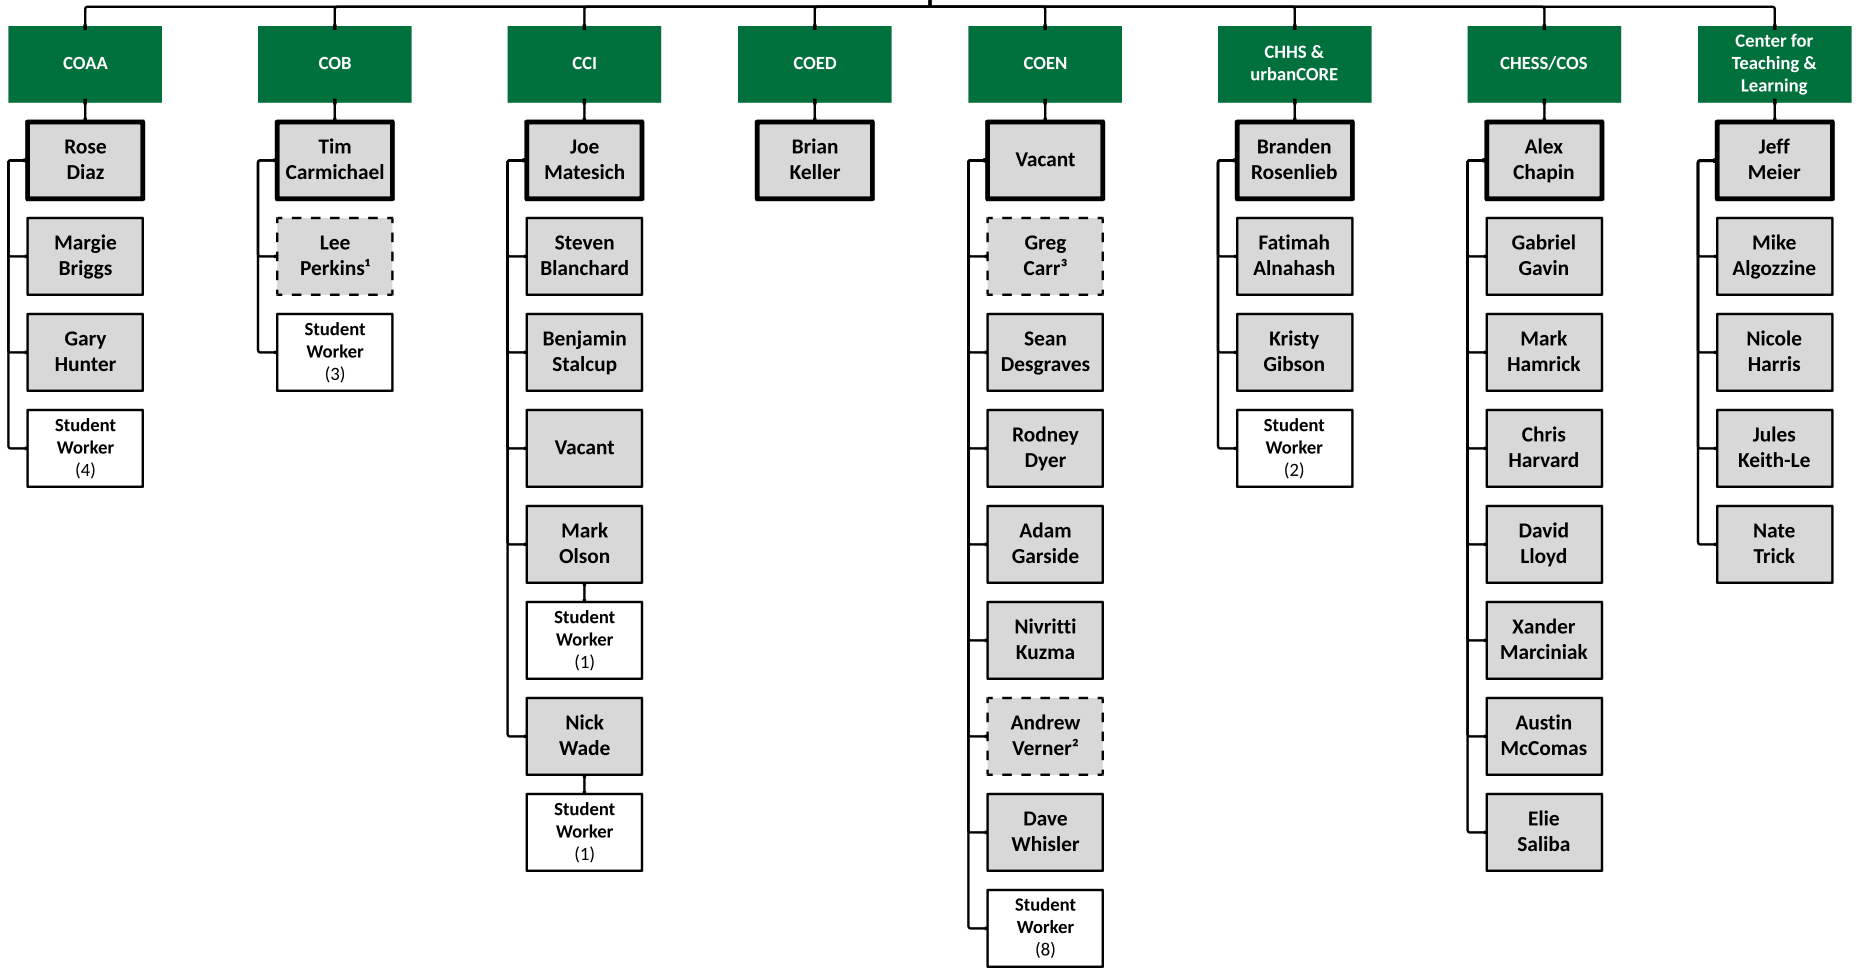 COAA
Rose
Diaz
Margie
Briggs
Gary
Hunter
Student
Worker
(4)
COB
Tim
Carmichael
Lee
Perkins¹
Student
Worker
(3)
CCI
Joe
Matesich
Steven
Blanchard
Benjamin
Stalcup
Vacant
Mark
Olson
Student
Worker
(1)
Nick
Wade
Student
Worker
(1)
COED
Brian
Keller
COEN
Vacant
Greg
Carr³
Sean
Desgraves
Rodney
Dyer
Adam
Garside
Nivritti
Kuzma
Andrew
Verner²
Dave
Whisler
Student
Worker
(8)
CHHS &
urbanCORE
Branden
Rosenlieb
Fatimah
Alnahash
Kristy
Gibson
Student
Worker
(2)
CHESS/COS
Alex
Chapin
Gabriel
Gavin
Mark
Hamrick
Chris
Harvard
David
Lloyd
Xander
Marciniak
Austin
McComas
Elie
Saliba
Center for
Teaching &
Learning
Jeff
Meier
Mike
Algozzine
Nicole
Harris
Jules
Keith-Le
Nate
Trick